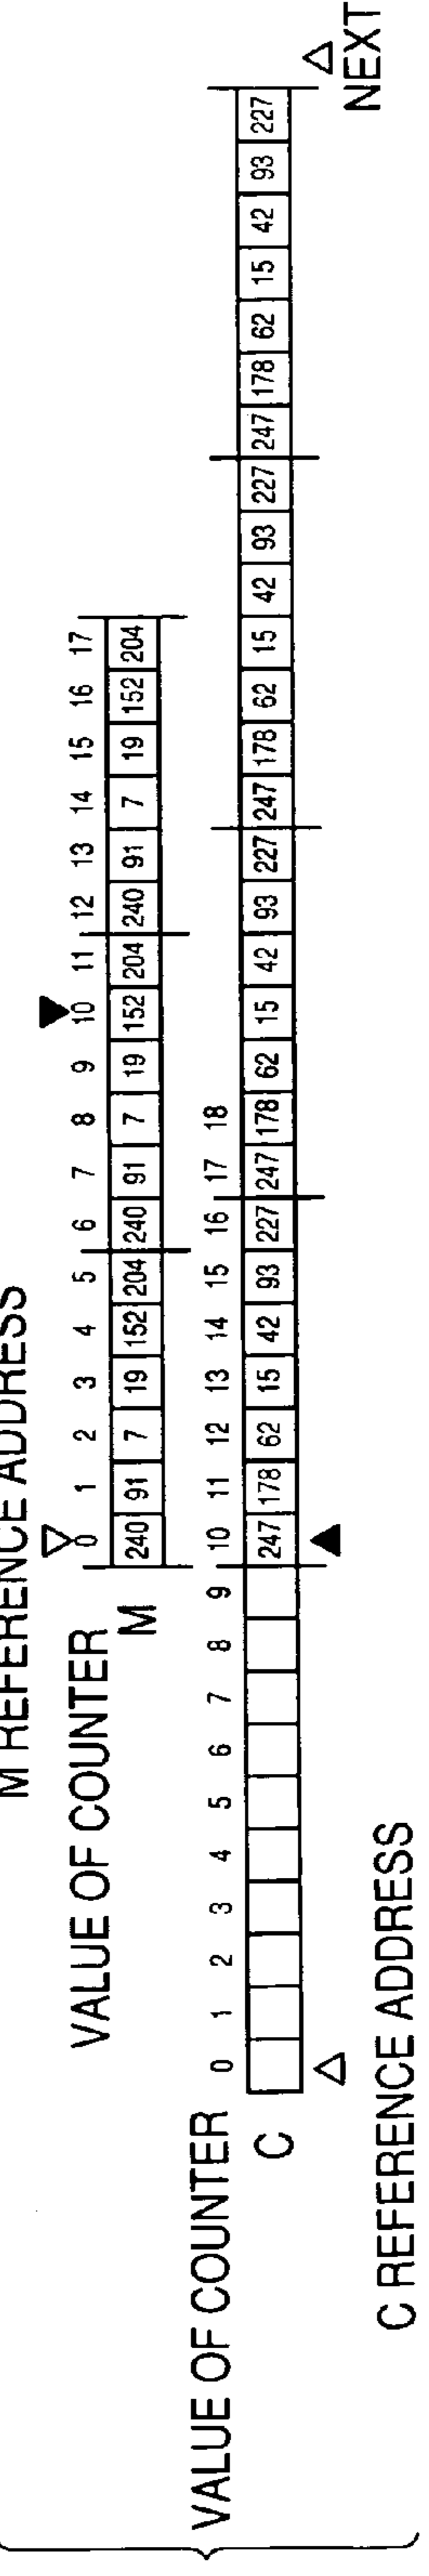 M REFERENCE ADDRESS
VALUE OF COUNTER
0 1 2 3 4 5 6 7 8 9 10 11 12 13 14 15 16 17
M 240 91 7 19 152 204 240 91 7 19 152 204 240 91 7 19 152 204
VALUE OF COUNTER
0 1 2 3 4 5 6 7 8 9 10 11 12 13 14 15 16 17 18
C 247 178 62 15 42 93 227 247 178 62 15 42 93 227 247 178 62 15 42 93 227 247 178 62 15 42 93 227
C REFERENCE ADDRESS
NEXT